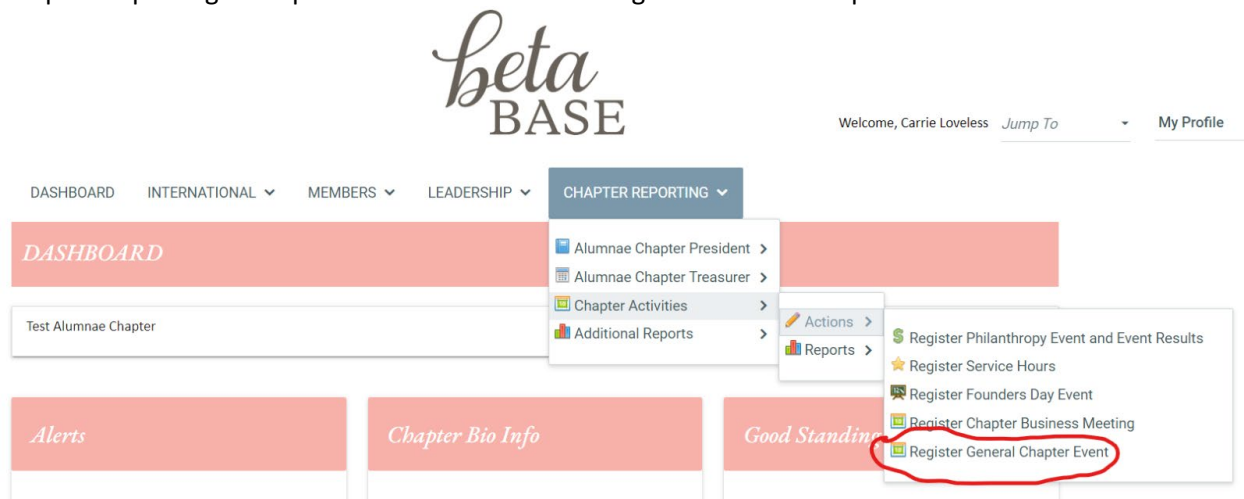 beta
BASE
Welcome, Carrie Loveless Jump To My Profile
DASHBOARD INTERNATIONAL MEMBERS LEADERSHIP CHAPTER REPORTING
DASHBOARD
Alumnae Chapter President
Alumnae Chapter Treasurer
Chapter Activities
Additional Reports
Test Alumnae Chapter
Actions
Reports
Register Philanthropy Event and Event Results
Register Service Hours
Register Founders Day Event
Register Chapter Business Meeting
Register General Chapter Event
Alerts
Chapter Bio Info
Good Standing